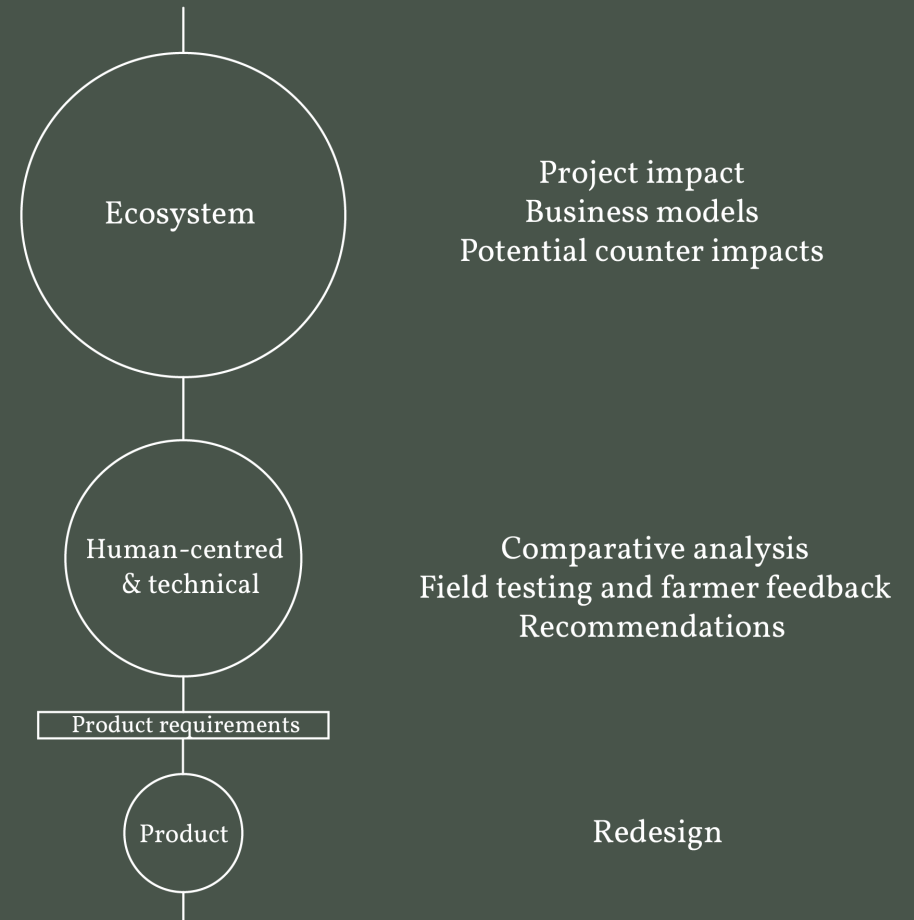 Ecosystem
Project impact
Business models
Potential counter impacts
Human-centred
& technical
Comparative analysis
Field testing and farmer feedback
Recommendations
Product requirements
Product
Redesign